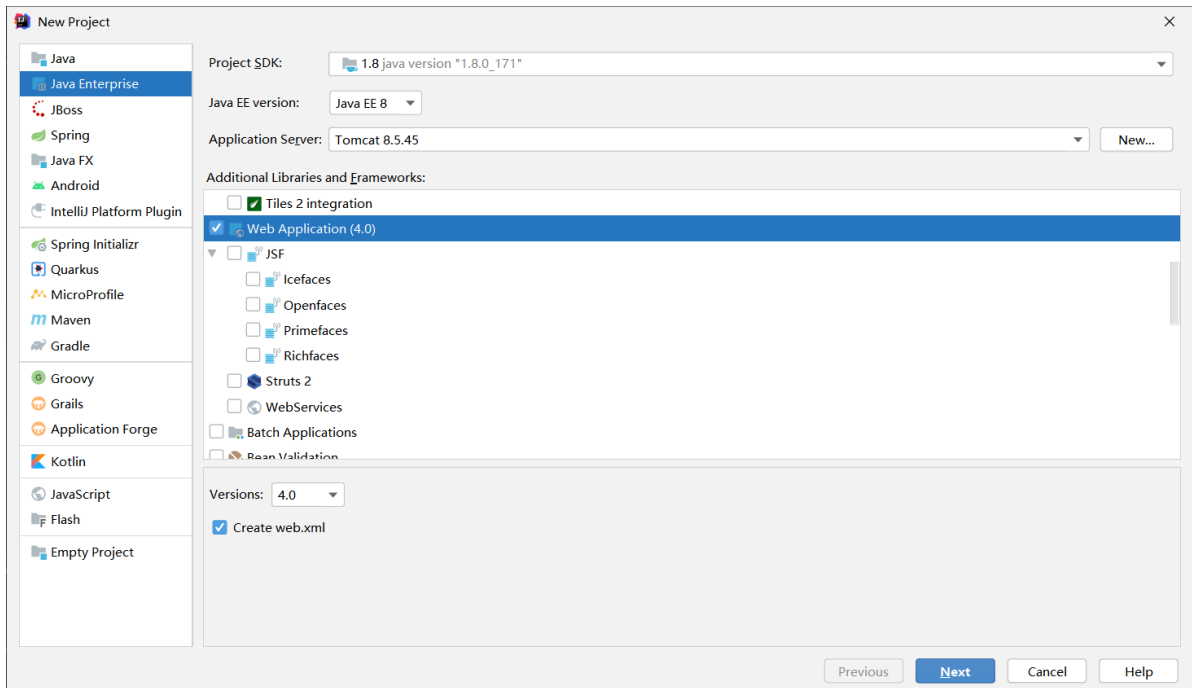 New Project
Java
Java Enterprise
JBoss
Spring
Java FX
Android
IntelliJ Platform Plugin
Spring Initializr
Quarkus
MicroProfile
Maven
Gradle
Groovy
Grails
Application Forge
Kotlin
JavaScript
Flash
Empty Project
Project SDK: 1.8 java version "1.8.0_171"
Java EE version: Java EE 8
Application Server: Tomcat 8.5.45 New...
Additional Libraries and Frameworks:
Tiles 2 integration
Web Application (4.0)
JSF
Icefaces
Openfaces
Primefaces
Richfaces
Struts 2
WebServices
Batch Applications
Bean Validation
Versions: 4.0
Create web.xml
Previous Next Cancel Help